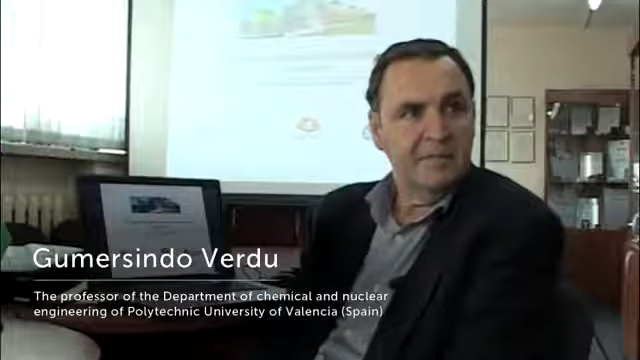 Gumersindo Verdu
The professor of the Department of chemical and nuclear
engineering of Polytechnic University of Valencia (Spain)